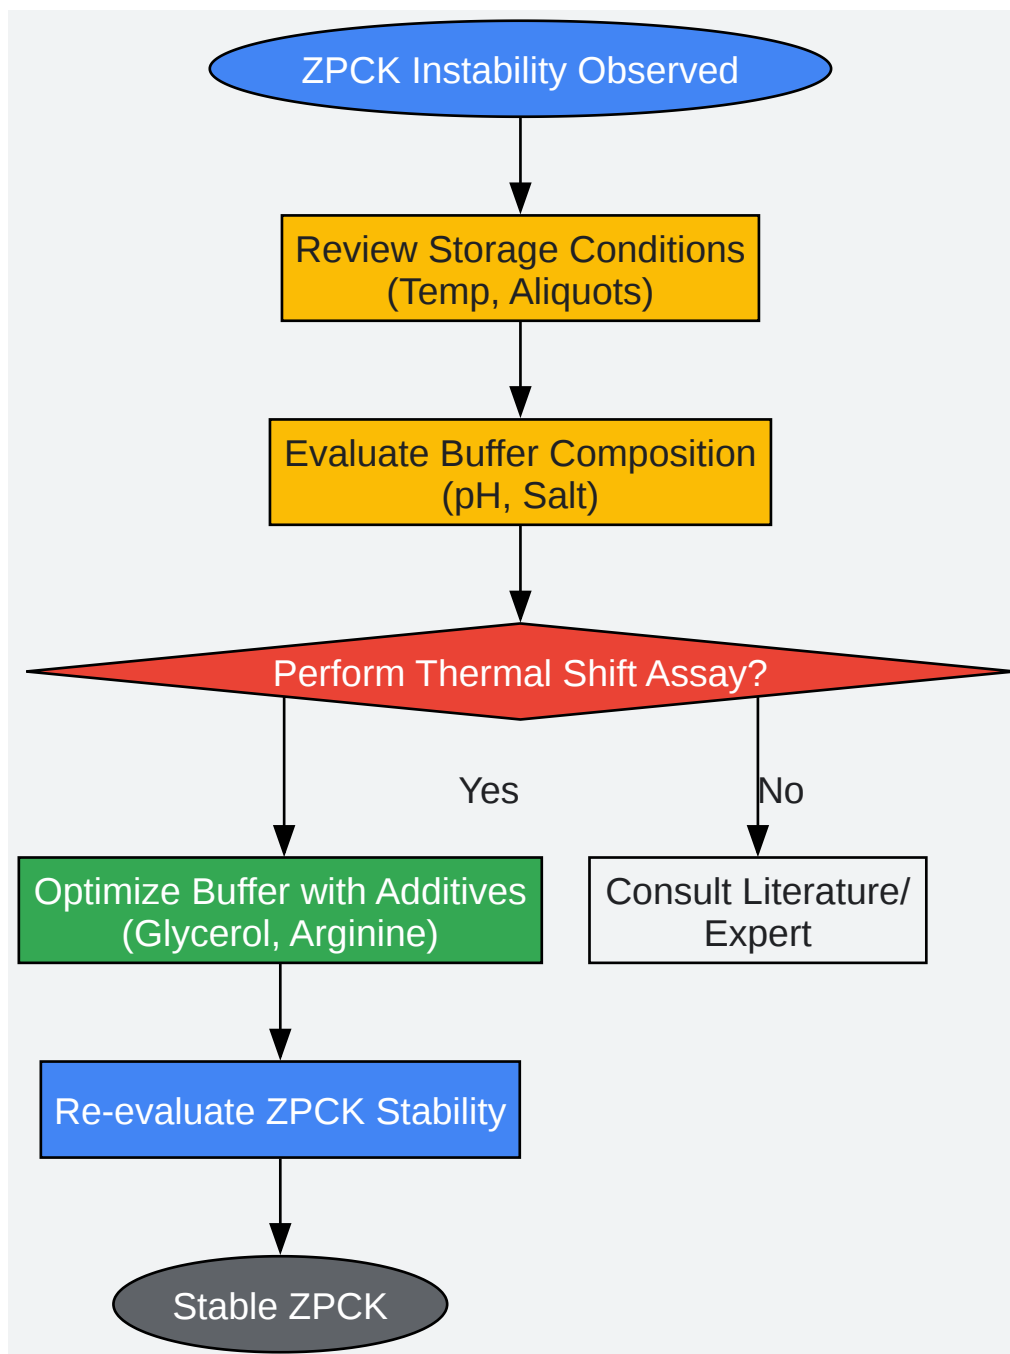 ZPCK Instability Observed
Review Storage Conditions
(Temp, Aliquots)
Evaluate Buffer Composition
(pH, Salt)
Perform Thermal Shift Assay?
Yes
No
Optimize Buffer with Additives
(Glycerol, Arginine)
Consult Literature/
Expert
Re-evaluate ZPCK Stability
Stable ZPCK